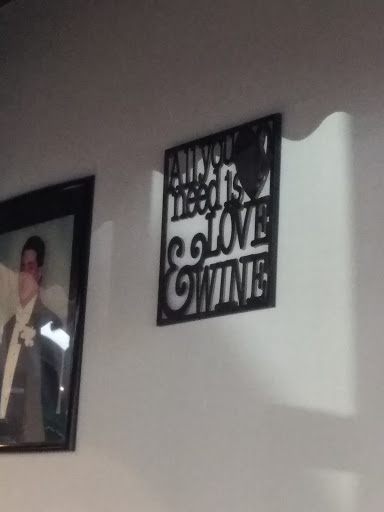 All you
need is
LOVE
& WINE